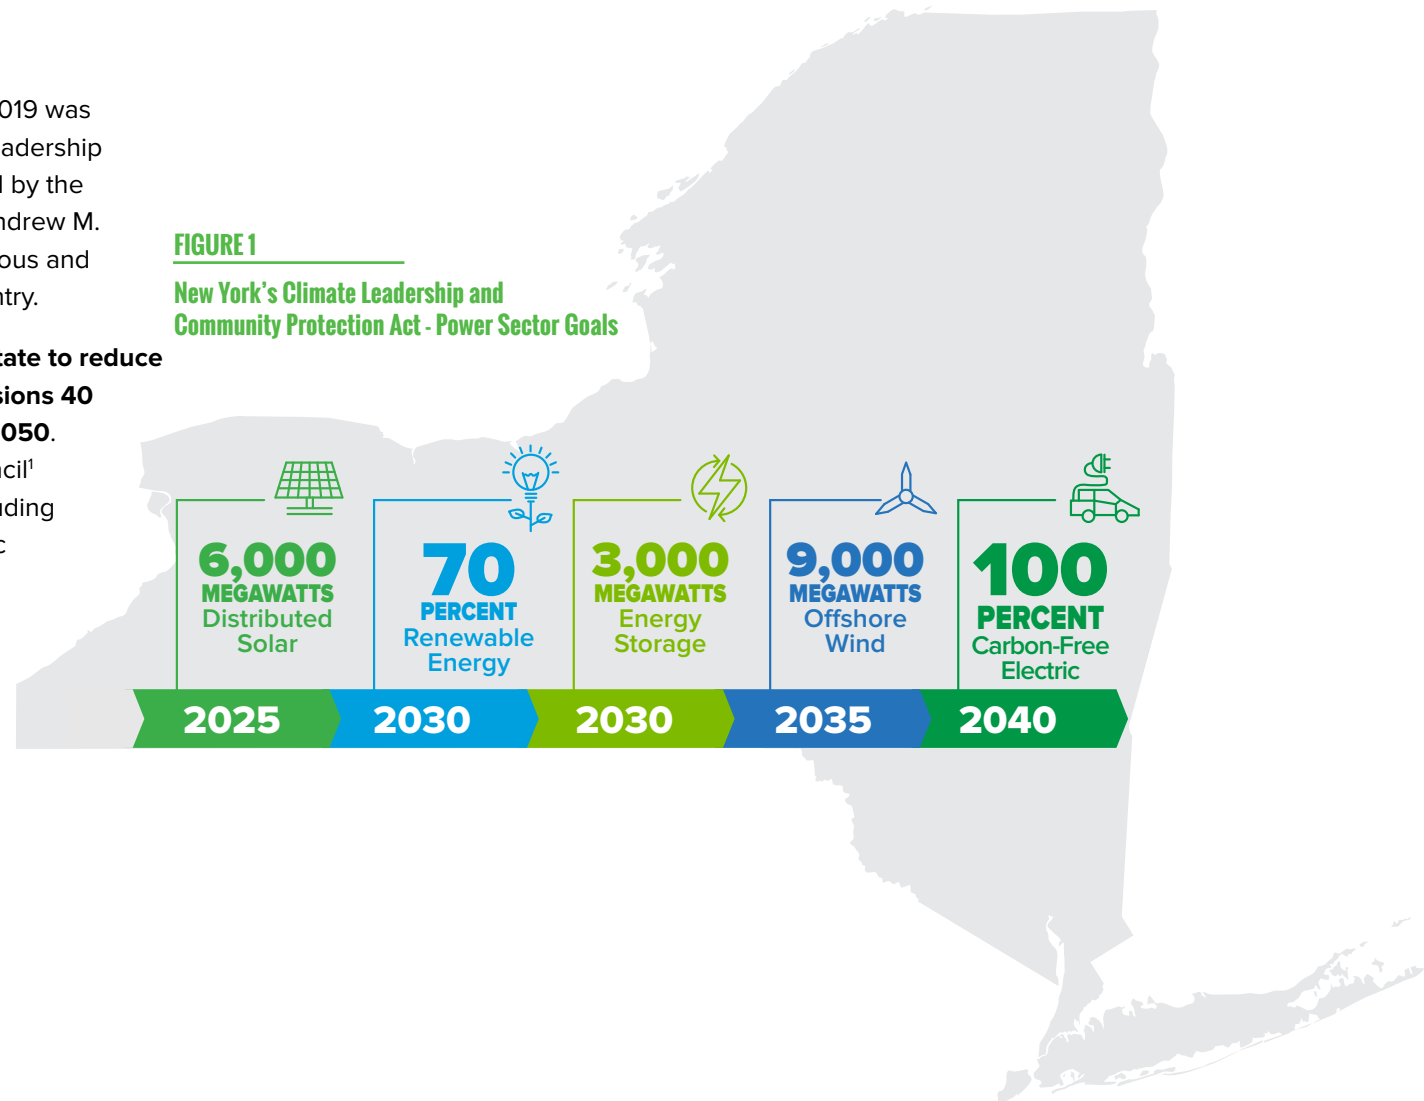 019 was
adership
by the
ndrew M.
ous and
ntry.
tate to reduce
sions 40
050.
ncil¹
uding
c
FIGURE 1
New York’s Climate Leadership and
Community Protection Act - Power Sector Goals
6,000
MEGAWATTS
Distributed
Solar
2025
70
PERCENT
Renewable
Energy
2030
3,000
MEGAWATTS
Energy
Storage
2030
9,000
MEGAWATTS
Offshore
Wind
2035
100
PERCENT
Carbon-Free
Electric
2040